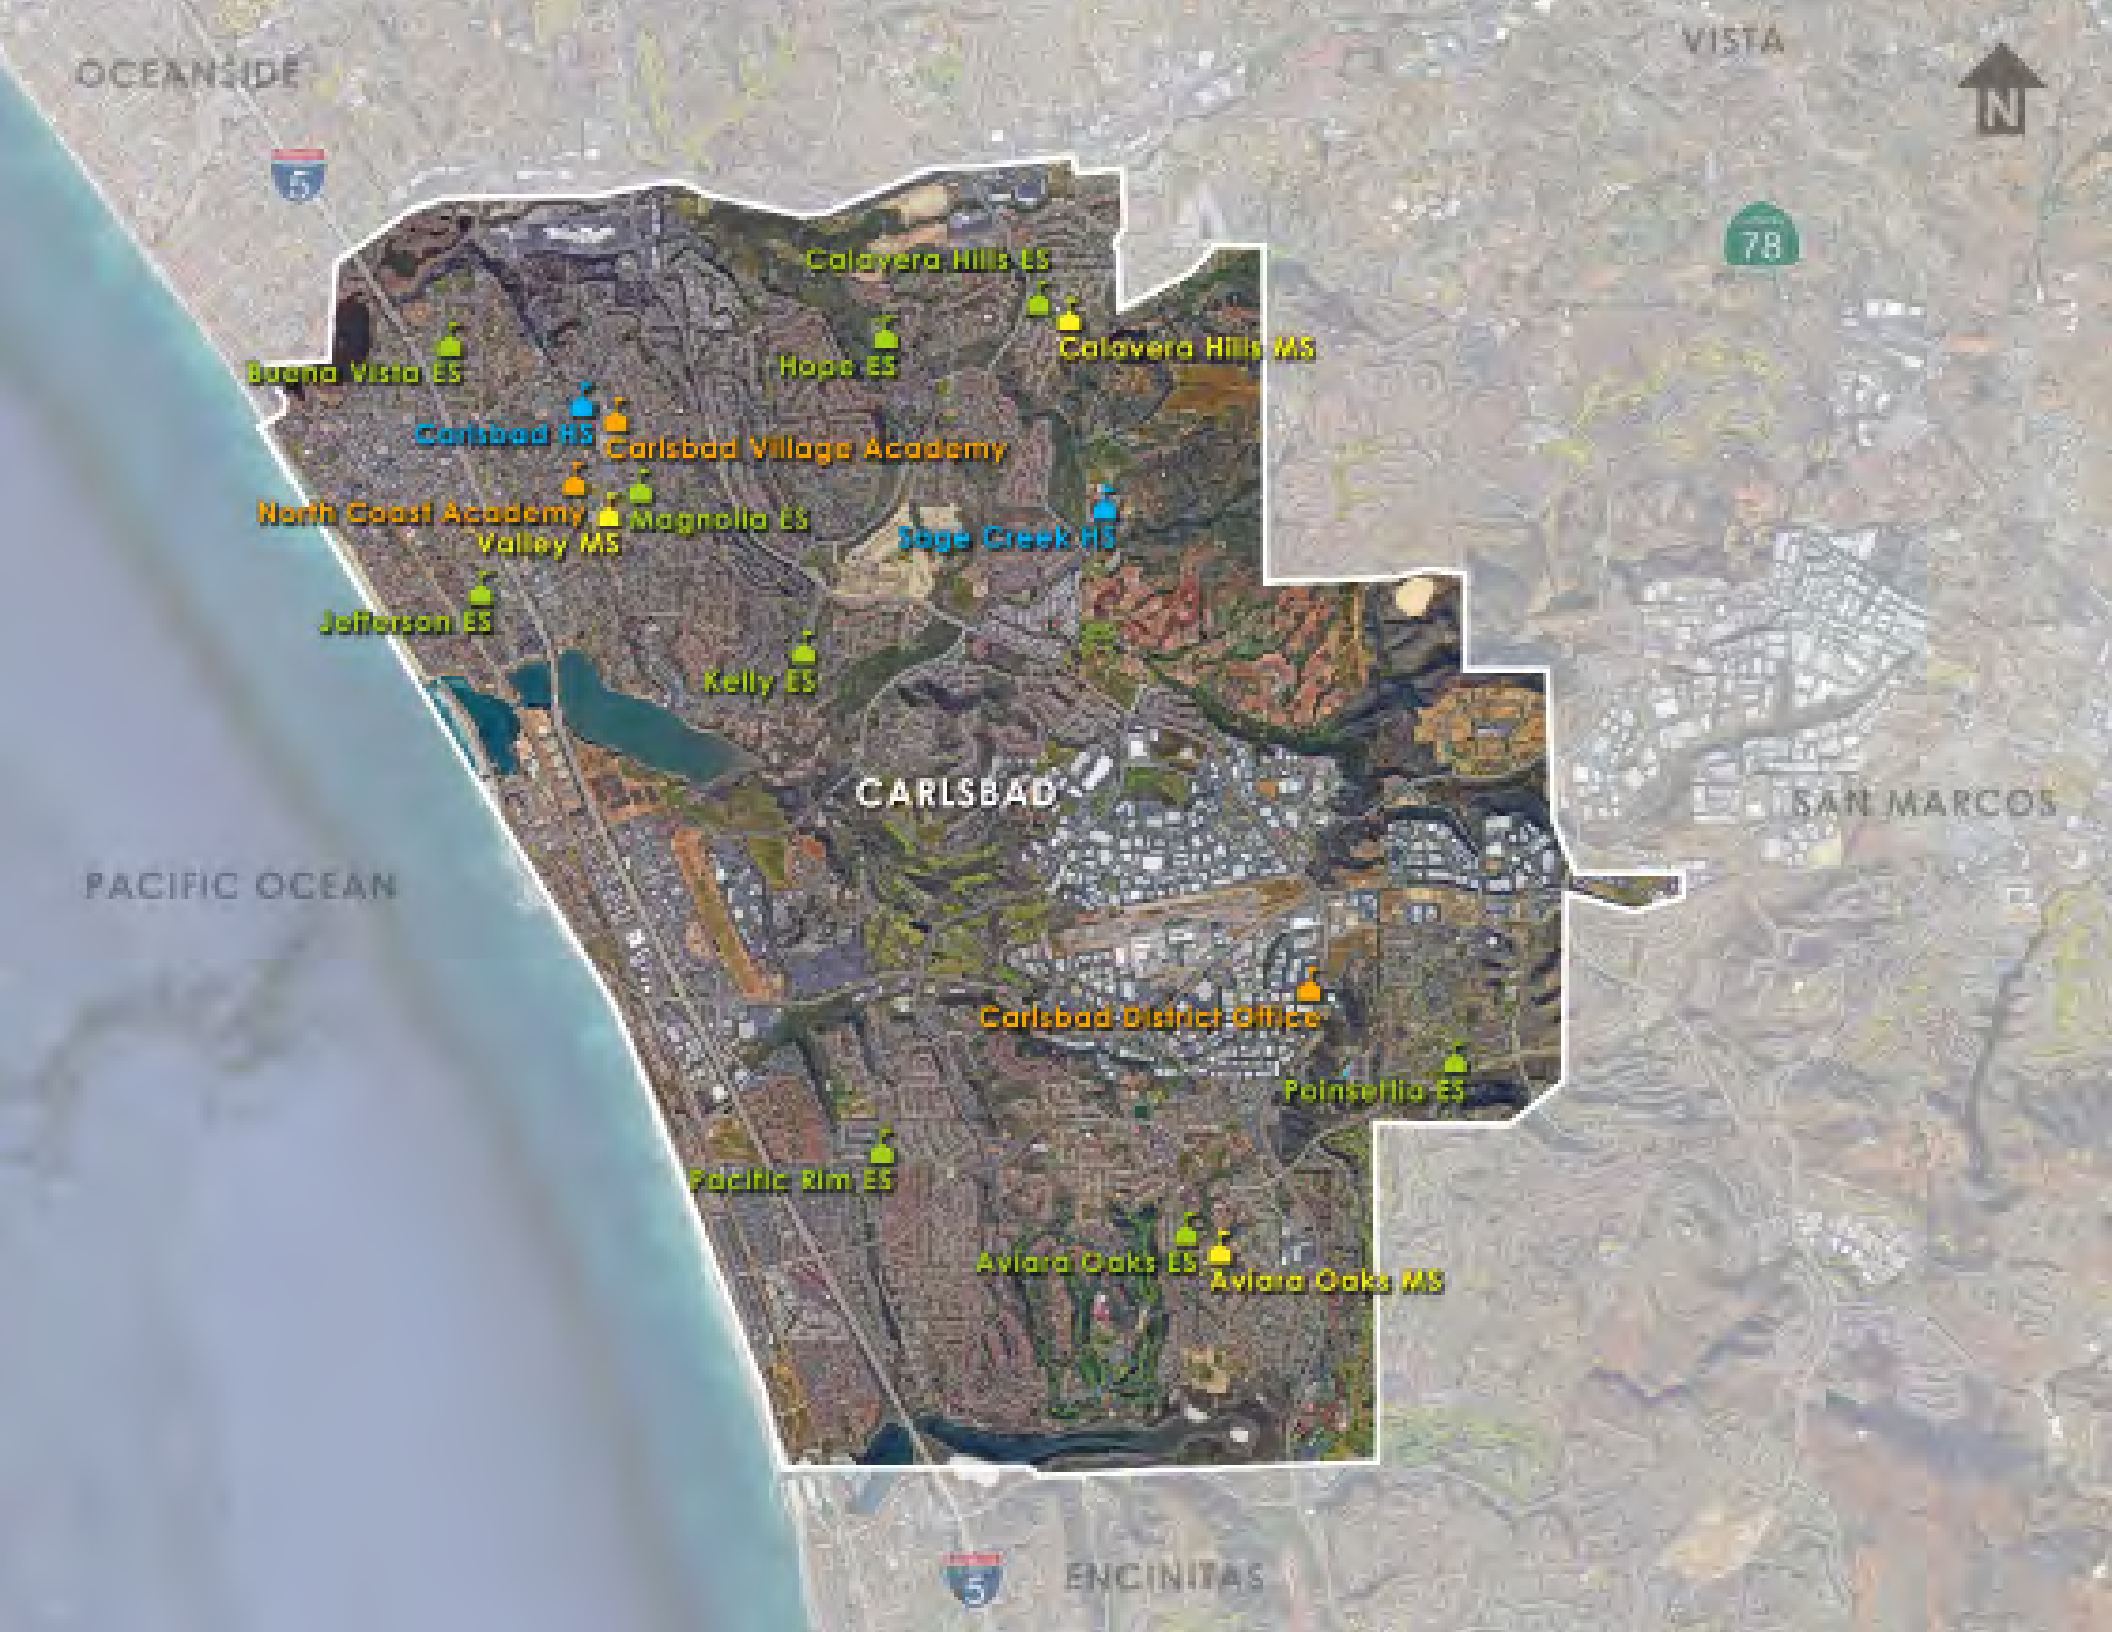 VISTA
OCEANSIDE
N
5
78
Calavera Hills ES
Calavera Hills MS
Hope ES
Buena Vista ES
Carlsbad HS
Carlsbad Village Academy
North Coast Academy
Magnolia ES
Valley MS
Sage Creek HS
Jefferson ES
Kelly ES
CARLSBAD
SAN MARCOS
PACIFIC OCEAN
Carlsbad District Office
Poinsettia ES
Pacific Rim ES
Aviara Oaks ES
Aviara Oaks MS
5
ENCINITAS